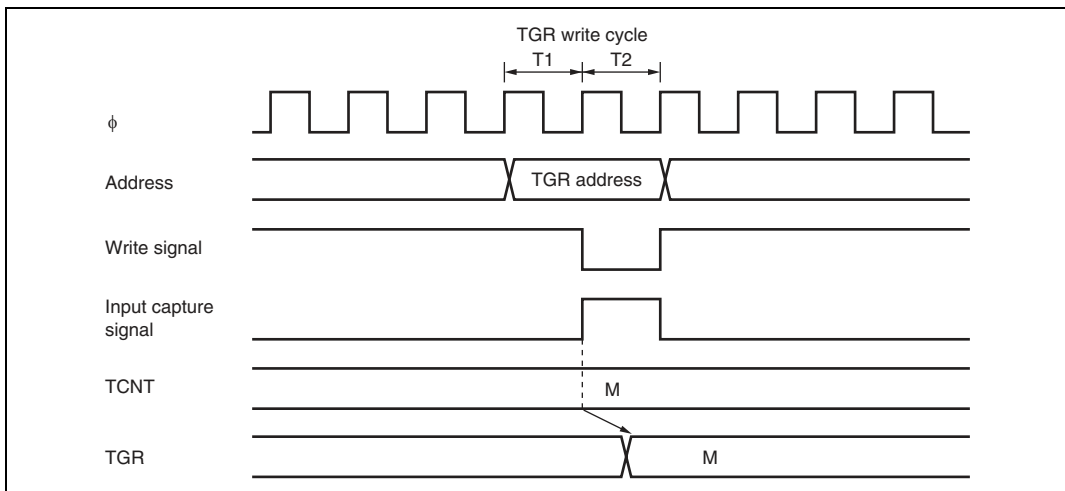 TGR write cycle
T1 T2
ϕ
Address
TGR address
Write signal
Input capture
signal
TCNT
M
TGR
M